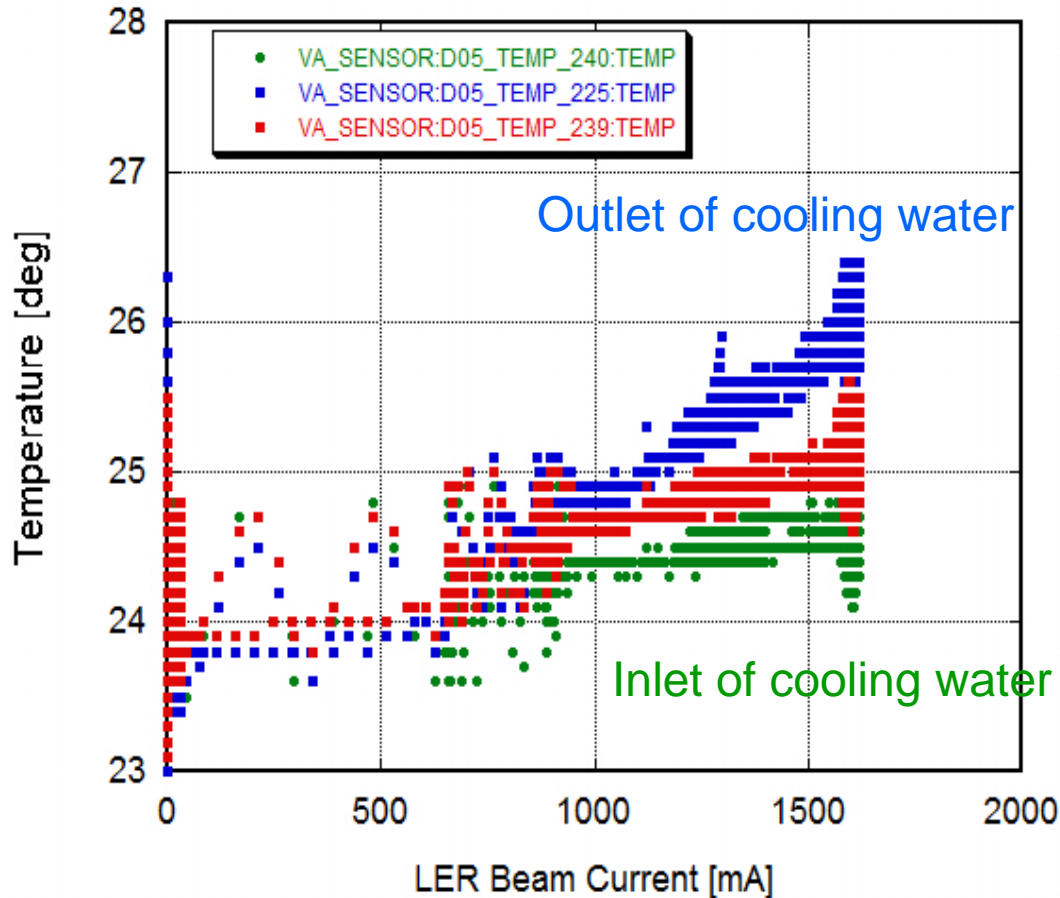 28
VA_SENSOR:D05_TEMP_240:TEMP
VA_SENSOR:D05_TEMP_225:TEMP
VA_SENSOR:D05_TEMP_239:TEMP
27
Outlet of cooling water
Temperature [deg]
26
25
24
Inlet of cooling water
23
0 500 1000 1500 2000
LER Beam Current [mA]